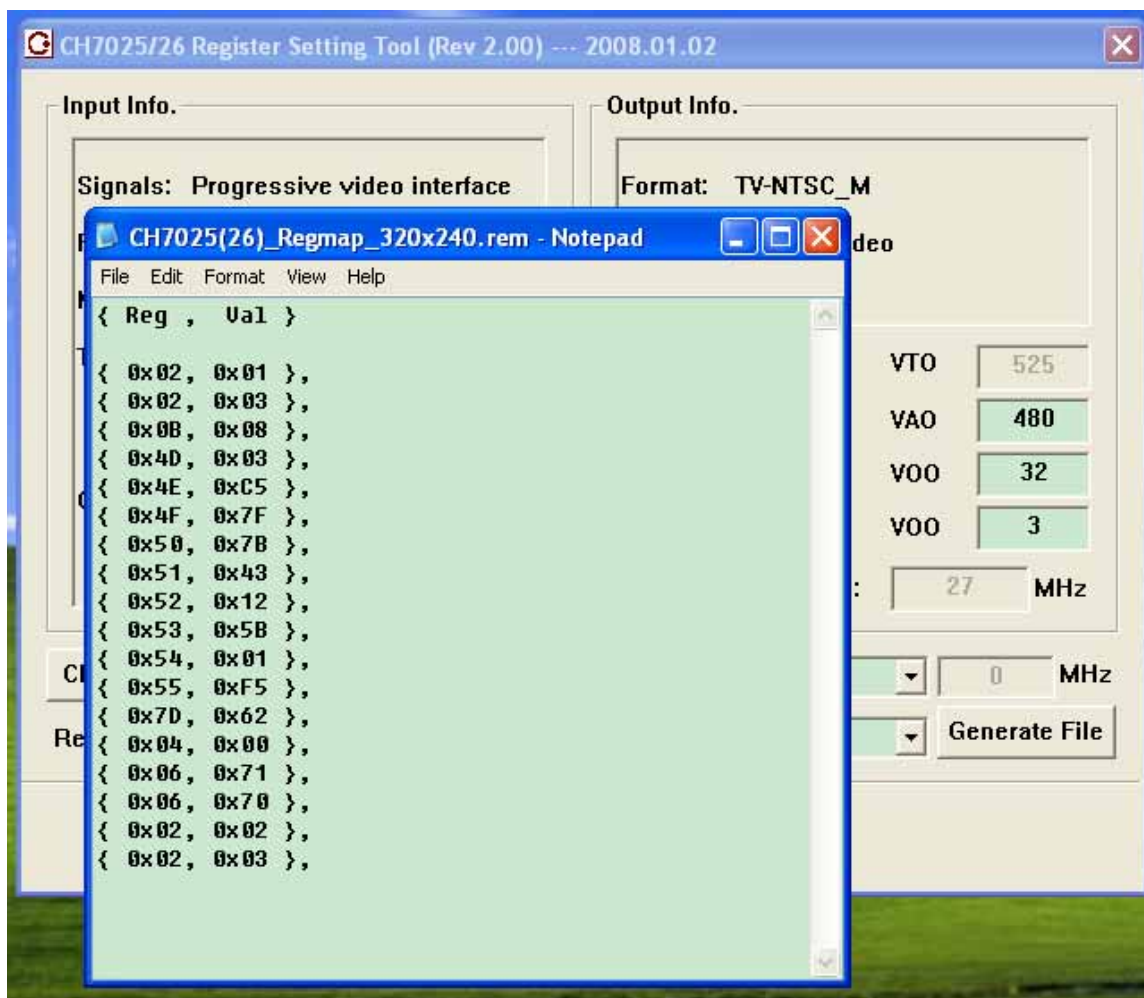 CH7025/26 Register Setting Tool (Rev 2.00) --- 2008.01.02
Input Info.
Signals: Progressive video interface
Output Info.
Format: TV-NTSC_M
deo
VTO 525
VAO 480
VOO 32
VOO 3
: 27 MHz
0 MHz
Re
Generate File
CH7025(26)_Regmap_320x240.rem - Notepad
File Edit Format View Help
{ Reg , Val }
{ 0x02, 0x01 },
{ 0x02, 0x03 },
{ 0x0B, 0x08 },
{ 0x4D, 0x03 },
{ 0x4E, 0xC5 },
{ 0x4F, 0x7F },
{ 0x50, 0x7B },
{ 0x51, 0x43 },
{ 0x52, 0x12 },
{ 0x53, 0x5B },
{ 0x54, 0x01 },
{ 0x55, 0xF5 },
{ 0x7D, 0x62 },
{ 0x04, 0x00 },
{ 0x06, 0x71 },
{ 0x06, 0x70 },
{ 0x02, 0x02 },
{ 0x02, 0x03 },